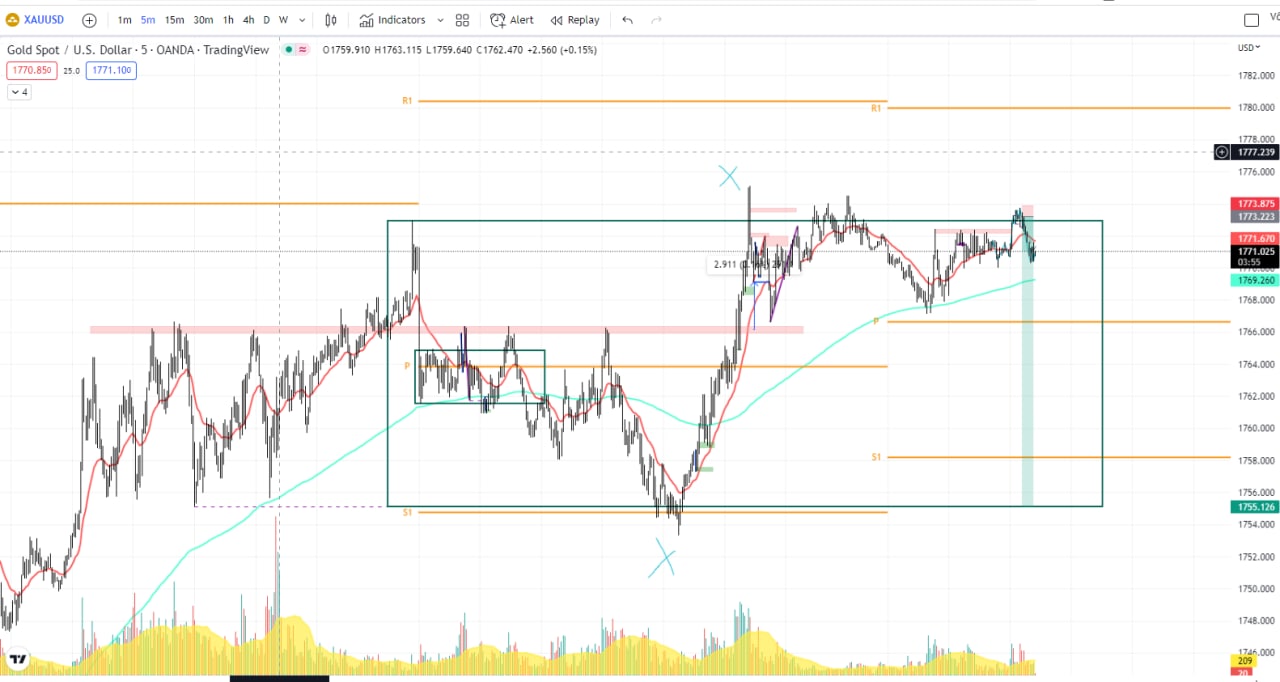 XAUUSD 1m 5m 15m 30m 1h 4h D W Indicators Alert Replay
Gold Spot / U.S. Dollar · 5 · OANDA · TradingView O1759.910 H1763.115 L1759.640 C1762.470 +2.560 (+0.15%)
USD
1770.850 25.0 1771.100
4
1782.000
R1
R1
1780.000
1778.000
1777.239
1776.000
1773.875
1773.223
1771.670
1771.025
03:55
2.911
1769.260
1768.000
P
1766.000
P
1764.000
1762.000
1760.000
S1
1758.000
1756.000
1755.126
S1
1754.000
1752.000
1750.000
1748.000
1746.000
209
20